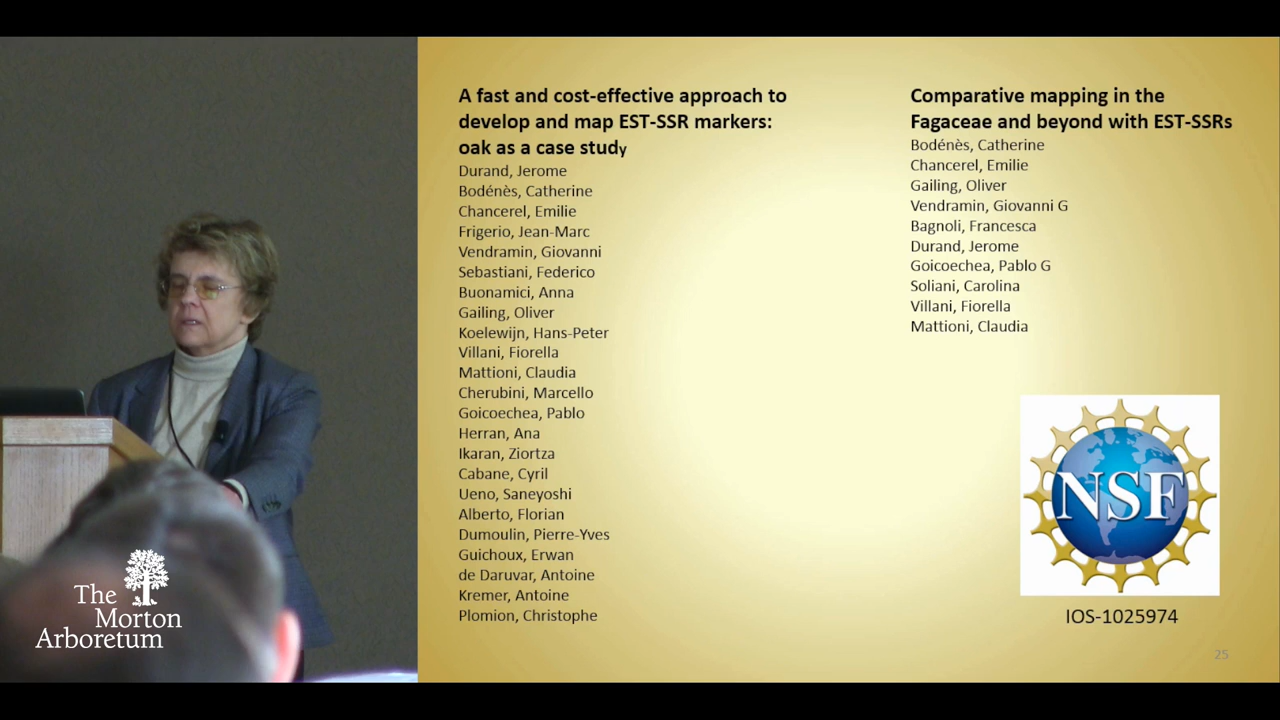 A fast and cost-effective approach to
develop and map EST-SSR markers:
oak as a case study
Durand, Jerome
Bodénès, Catherine
Chancerel, Emilie
Frigerio, Jean-Marc
Vendramin, Giovanni
Sebastiani, Federico
Buonamici, Anna
Gailing, Oliver
Koelewijn, Hans-Peter
Villani, Fiorella
Mattioni, Claudia
Cherubini, Marcello
Goicoechea, Pablo
Herran, Ana
Ikaran, Ziortza
Cabane, Cyril
Ueno, Saneyoshi
Alberto, Florian
Dumoulin, Pierre-Yves
Guichoux, Erwan
de Daruvar, Antoine
Kremer, Antoine
Plomion, Christophe
Comparative mapping in the
Fagaceae and beyond with EST-SSRs
Bodénès, Catherine
Chancerel, Emilie
Gailing, Oliver
Vendramin, Giovanni G
Bagnoli, Francesca
Durand, Jerome
Goicoechea, Pablo G
Soliani, Carolina
Villani, Fiorella
Mattioni, Claudia
NSF
IOS-1025974
25
The
Morton
Arboretum